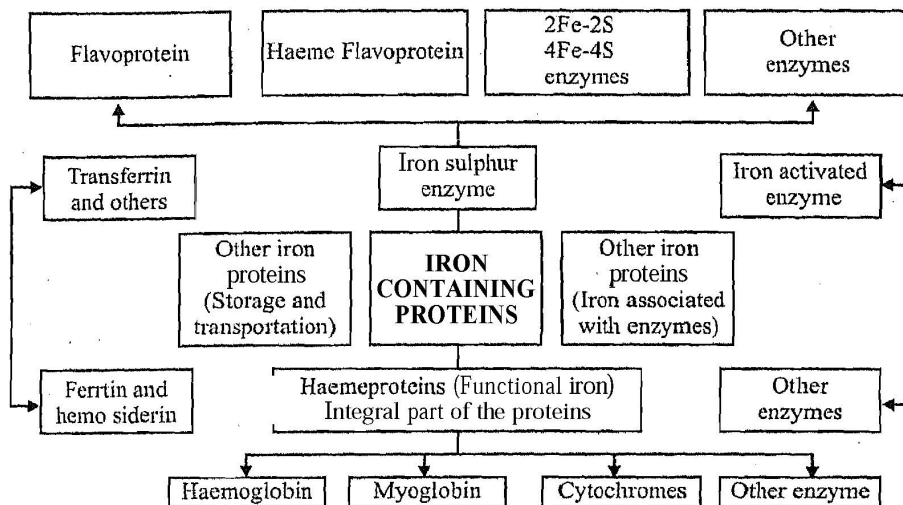 Flavoprotein
Haeme Flavoprotein
2Fe-2S
4Fe-4S
enzymes
Other
enzymes
Transferrin
and others
Iron sulphur
enzyme
Iron activated
enzyme
Other iron
proteins
(Storage and
transportation)
IRON
CONTAINING
PROTEINS
Other iron
proteins
(Iron associated
with enzymes)
Ferrtin and
hemo siderin
Haemeproteins (Functional iron)
Integral part of the proteins
Other
enzymes
Haemoglobin
Myoglobin
Cytochromes
Other enzyme